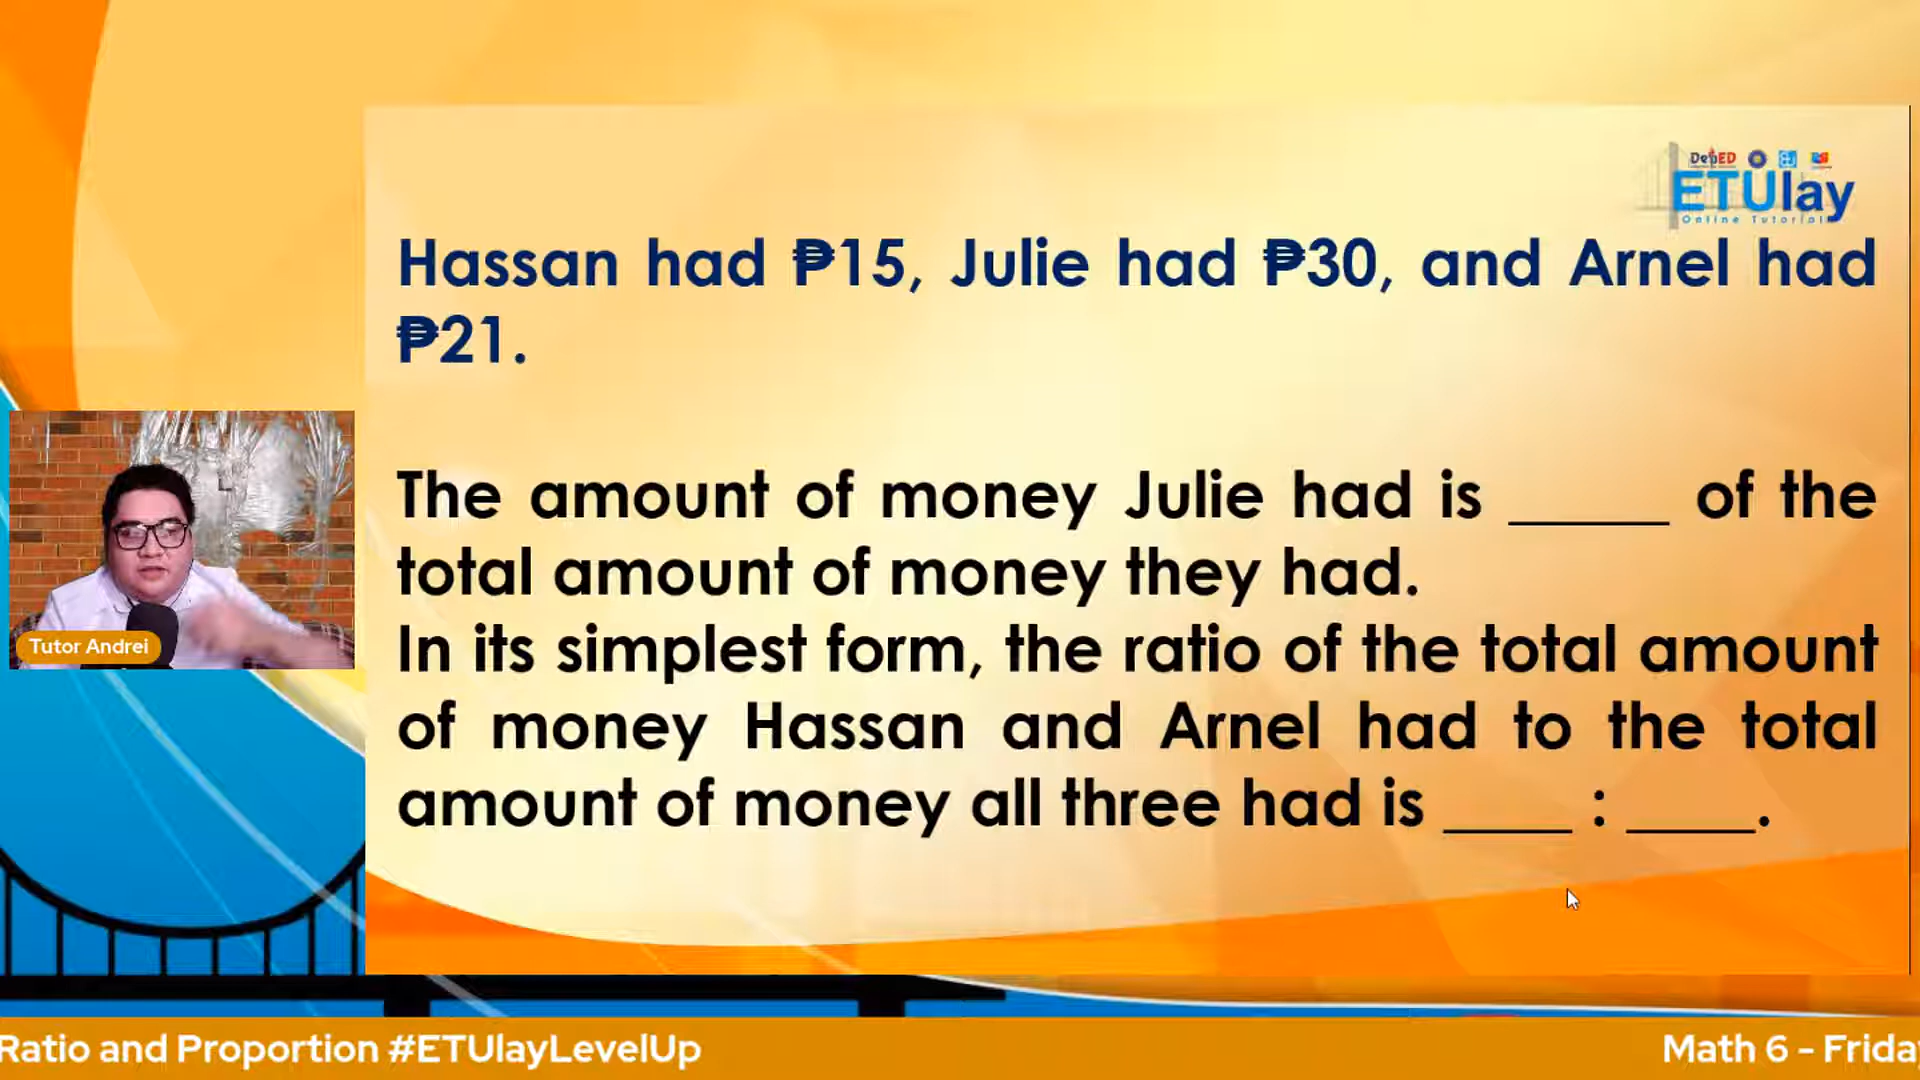 DepED
ETUlay
Online Tutorial
Hassan had ₱15, Julie had ₱30, and Arnel had
₱21.
The amount of money Julie had is _____ of the
total amount of money they had.
In its simplest form, the ratio of the total amount
of money Hassan and Arnel had to the total
amount of money all three had is ____ : ____.
Tutor Andrei
Ratio and Proportion #ETUlayLevelUp
Math 6 - Friday